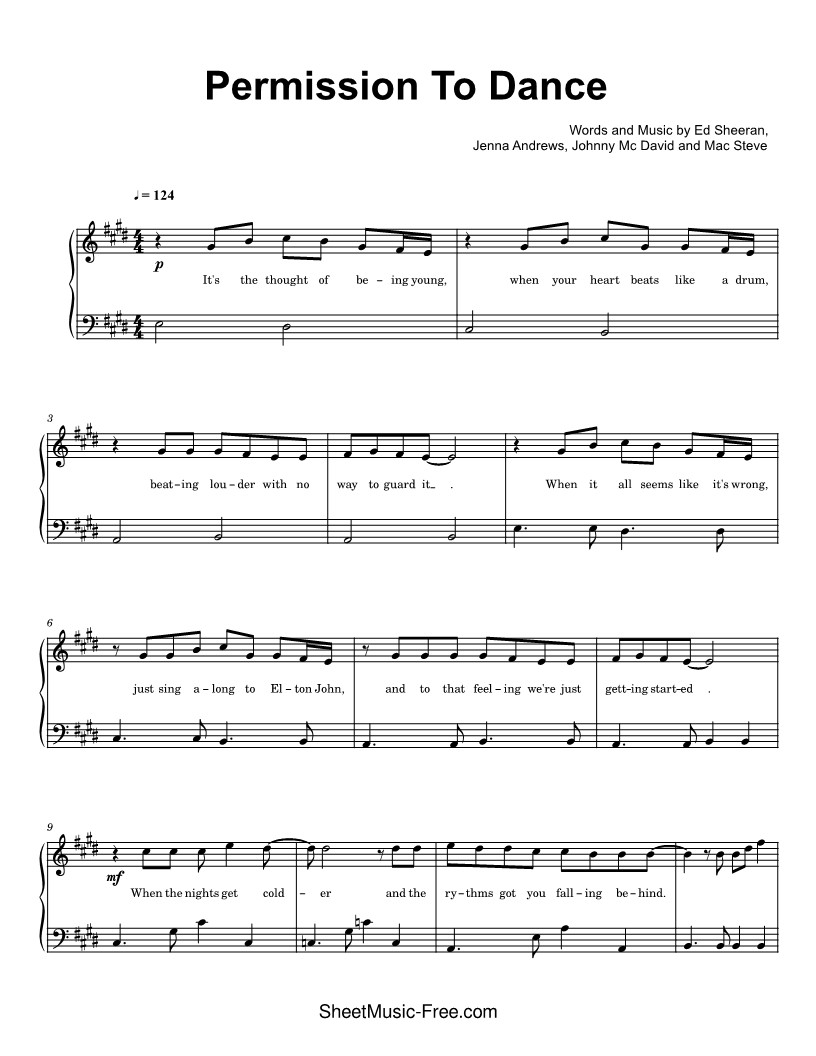 Permission To Dance
Words and Music by Ed Sheeran,
Jenna Andrews, Johnny Mc David and Mac Steve
♩= 124
p
It's the thought of be – ing young, when your heart beats like a drum,
3
beat–ing lou–der with no way to guard it_ . When it all seems like it's wrong,
6
just sing a–long to El–ton John, and to that feel–ing we're just gett–ing start–ed .
9
mf
When the nights get cold – er and the ry–thms got you fall–ing be–hind.
SheetMusic-Free.com